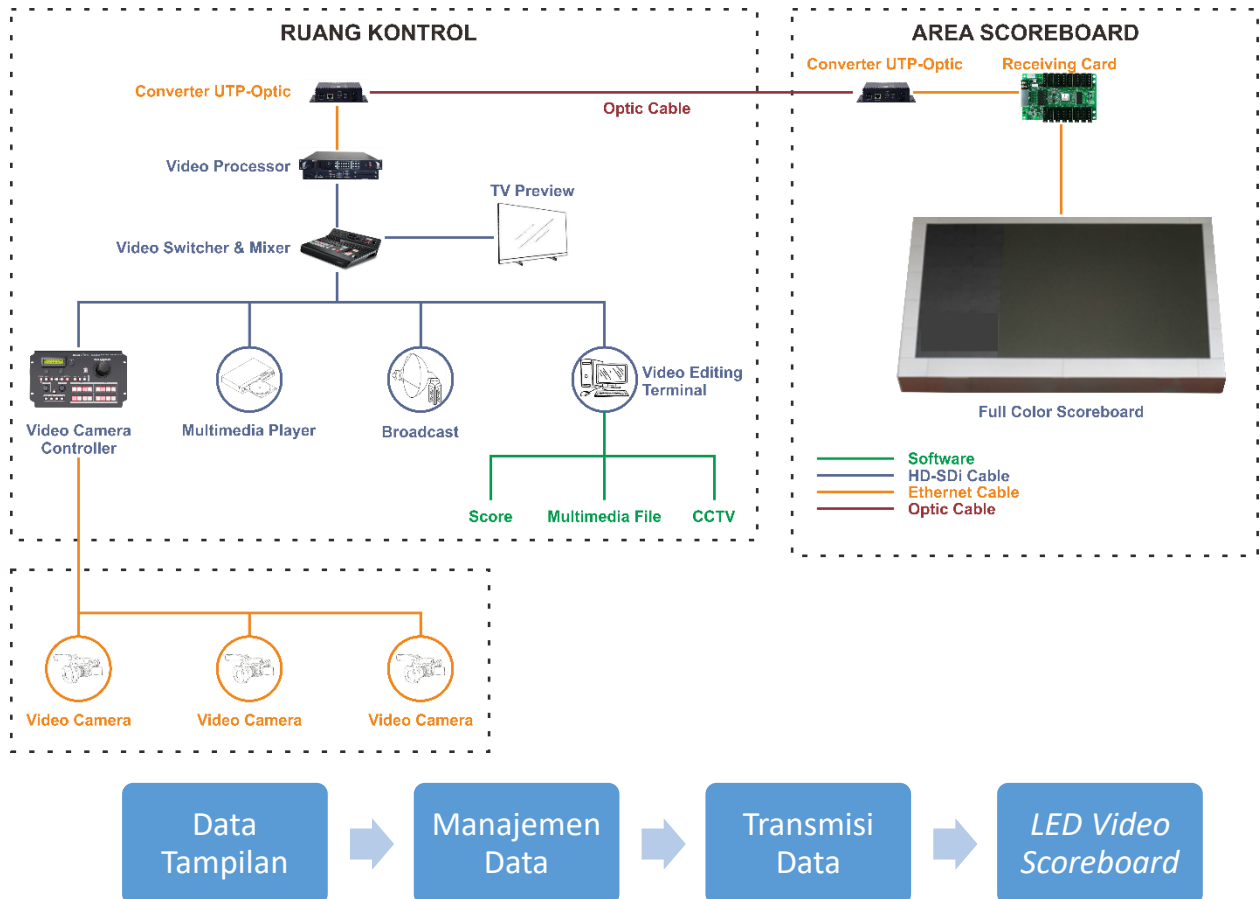 RUANG KONTROL
Converter UTP-Optic
Optic Cable
Video Processor
TV Preview
Video Switcher & Mixer
Video Camera
Controller
Multimedia Player
Broadcast
Video Editing
Terminal
Score
Multimedia File
CCTV
AREA SCOREBOARD
Converter UTP-Optic
Receiving Card
Full Color Scoreboard
Software
HD-SDi Cable
Ethernet Cable
Optic Cable
Video Camera
Video Camera
Video Camera
Data
Tampilan
Manajemen
Data
Transmisi
Data
LED Video
Scoreboard